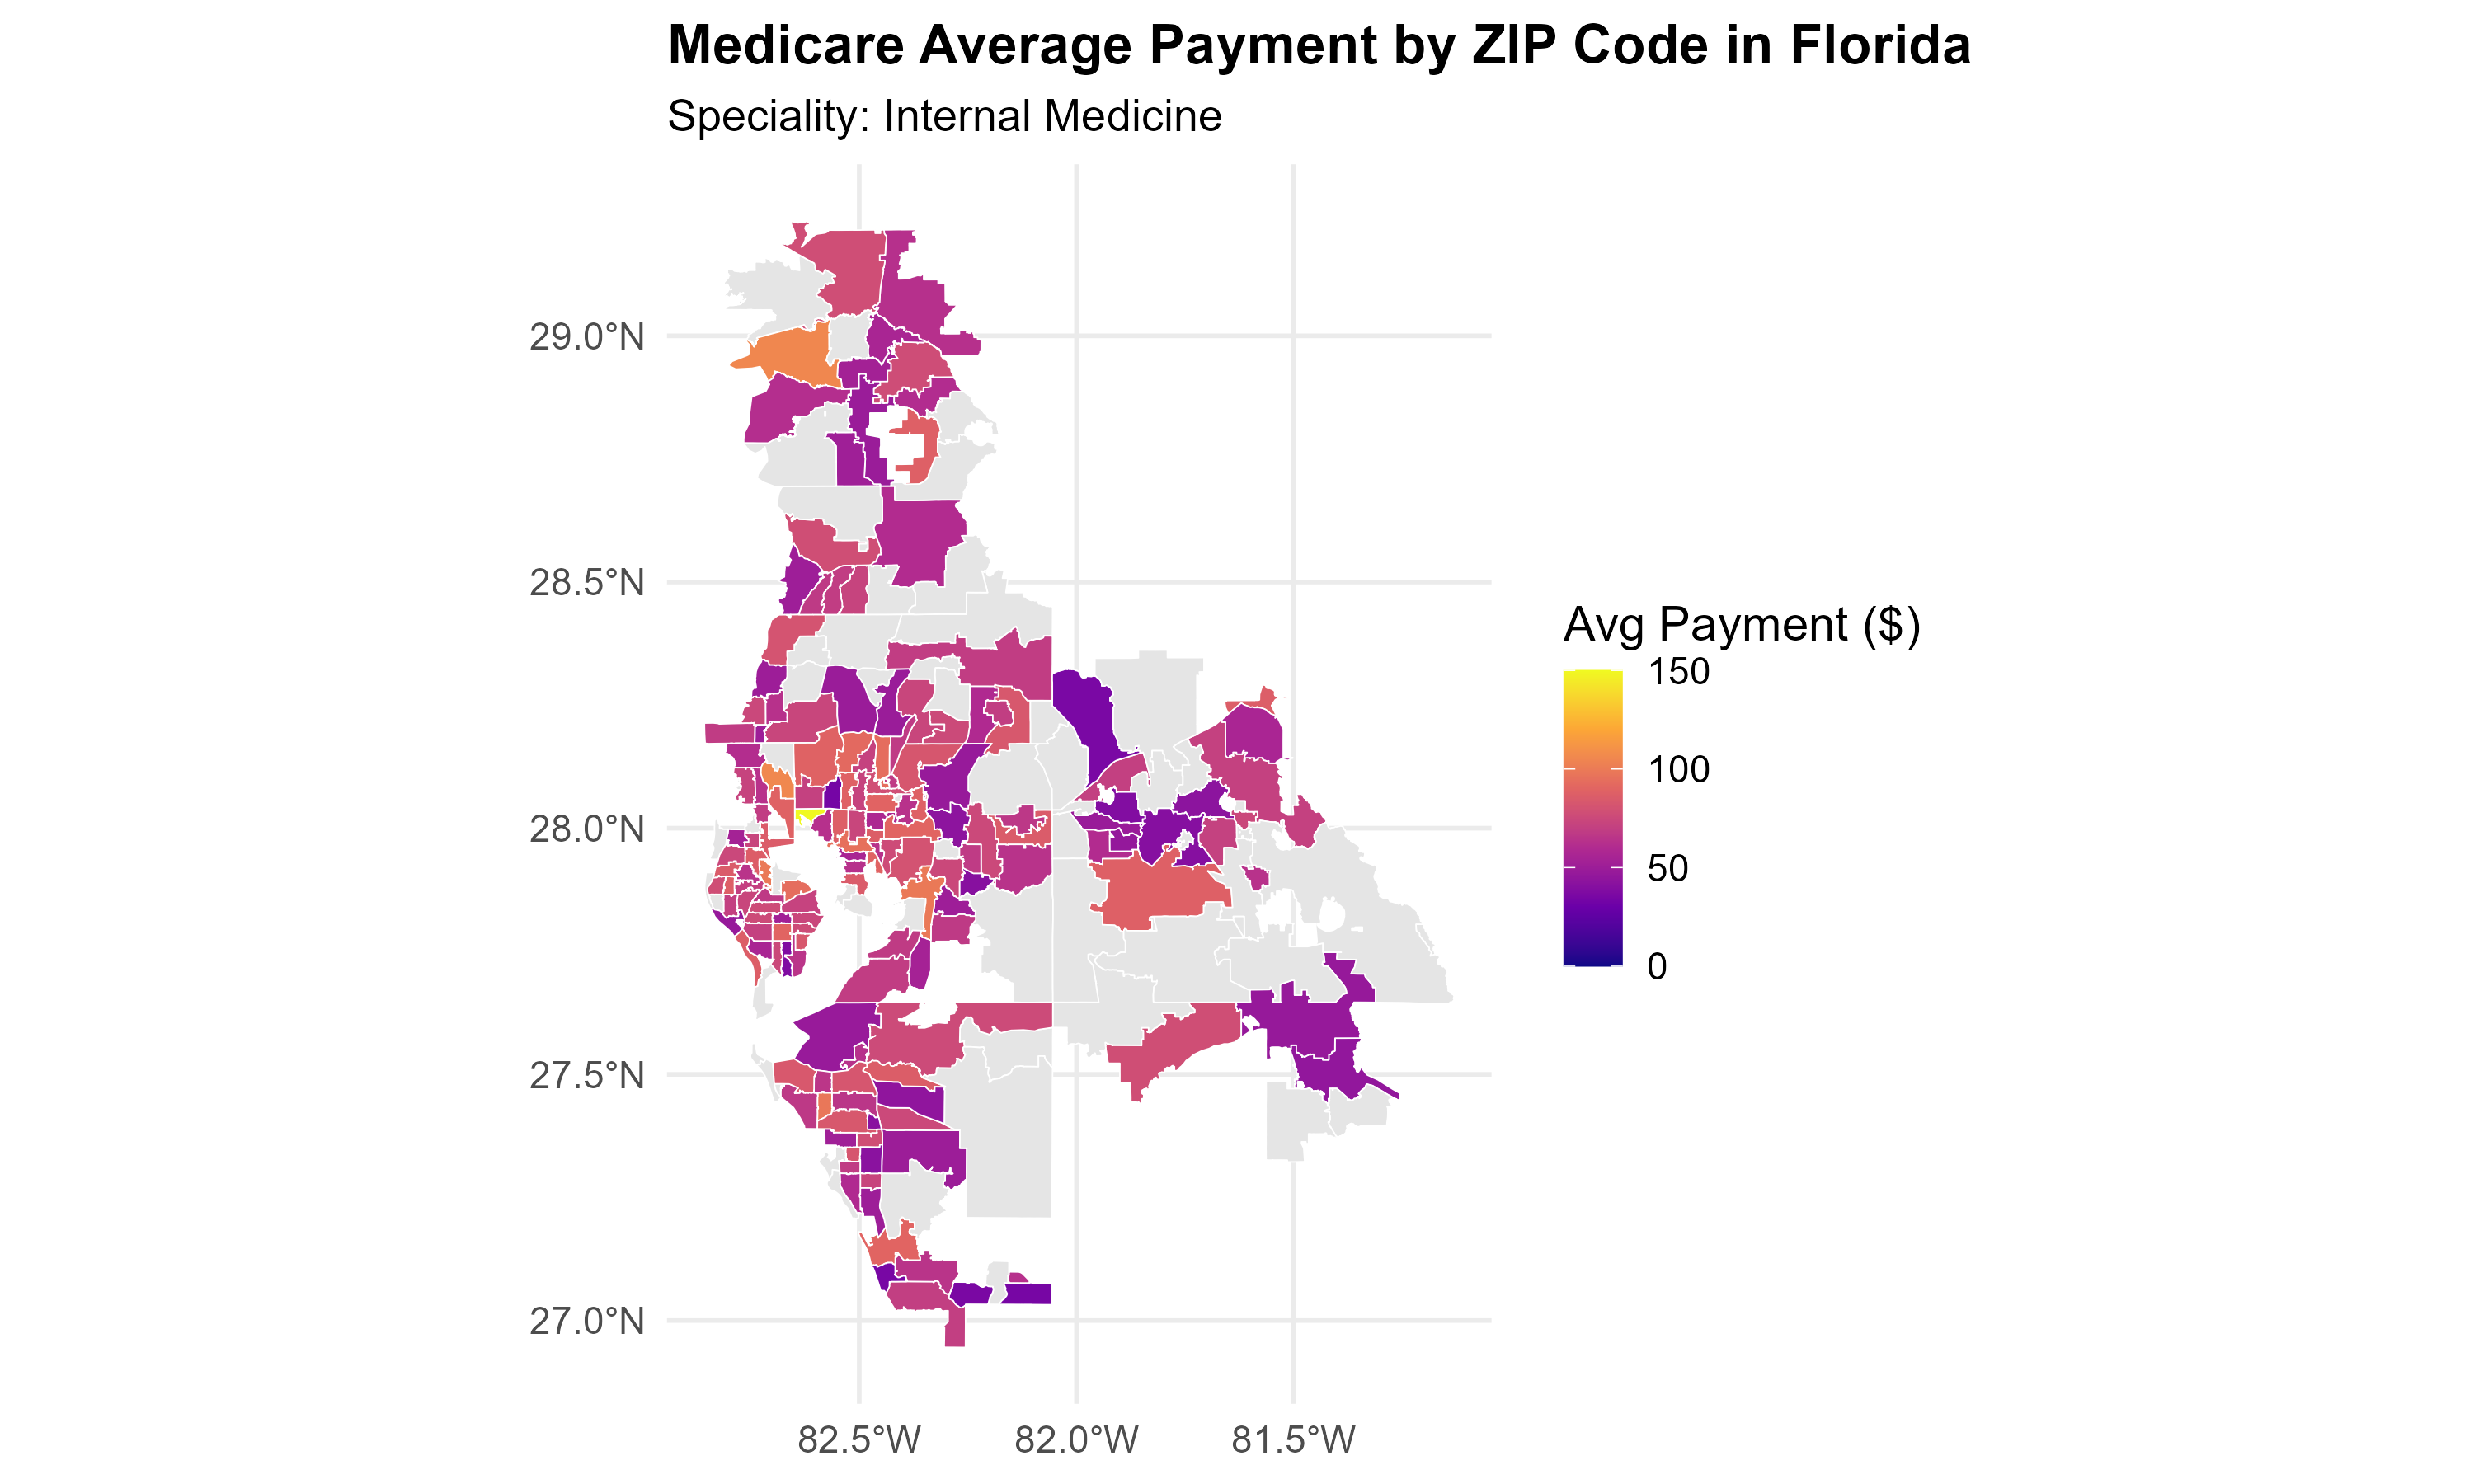 Medicare Average Payment by ZIP Code in Florida
Speciality: Internal Medicine
29.0°N
28.5°N
28.0°N
27.5°N
27.0°N
82.5°W
82.0°W
81.5°W
Avg Payment ($)
150
100
50
0